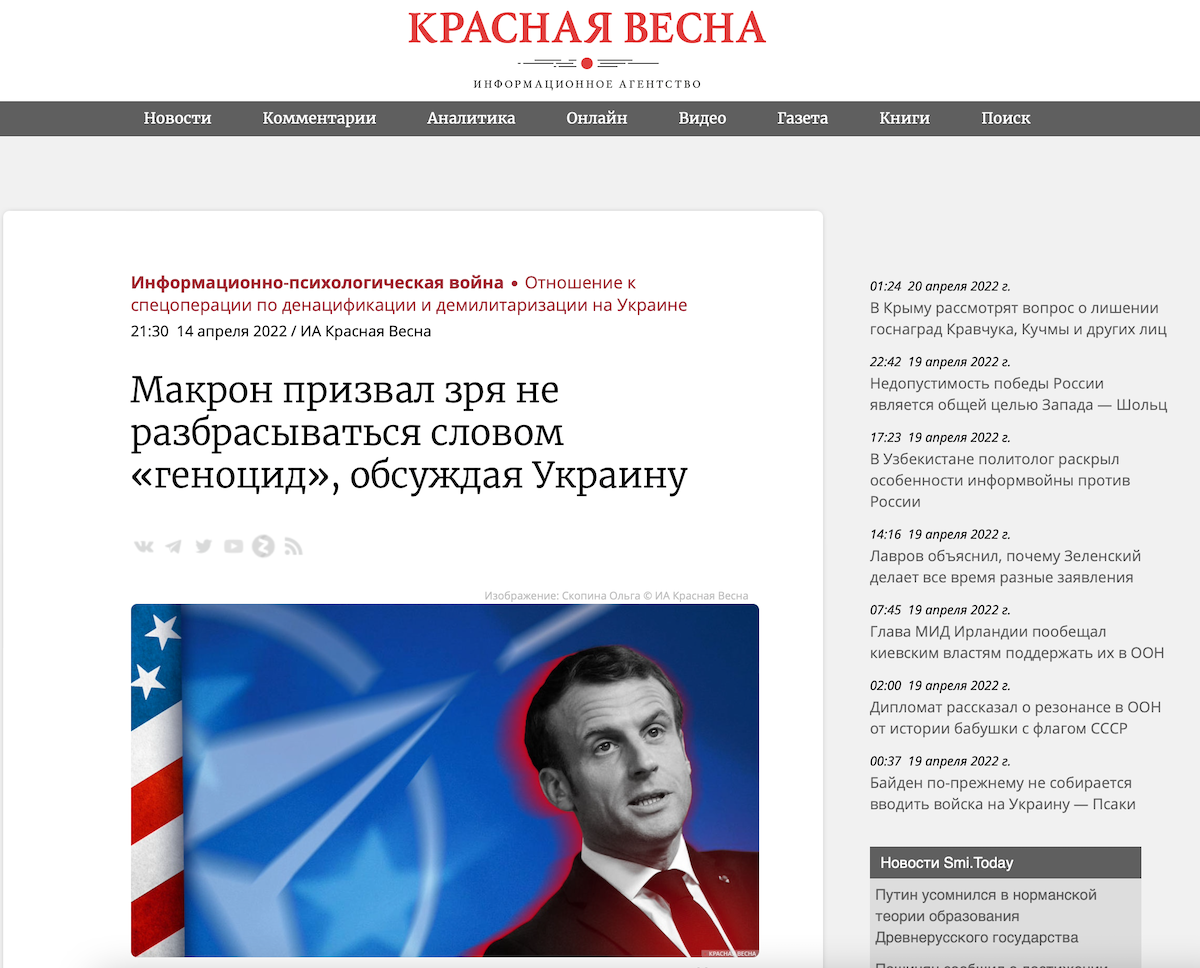 КРАСНАЯ ВЕСНА
ИНФОРМАЦИОННОЕ АГЕНТСТВО
Новости Комментарии Аналитика Онлайн Видео Газета Книги Поиск
Информационно-психологическая война • Отношение к
спецоперации по денацификации и демилитаризации на Украине
21:30 14 апреля 2022 / ИА Красная Весна
Макрон призвал зря не
разбрасываться словом
«геноцид», обсуждая Украину
Изображение: Скопина Ольга © ИА Красная Весна
КРАСНАЯ ВЕСНА
01:24 20 апреля 2022 г.
В Крыму рассмотрят вопрос о лишении
госнаград Кравчука, Кучмы и других лиц
22:42 19 апреля 2022 г.
Недопустимость победы России
является общей целью Запада — Шольц
17:23 19 апреля 2022 г.
В Узбекистане политолог раскрыл
особенности информвойны против
России
14:16 19 апреля 2022 г.
Лавров объяснил, почему Зеленский
делает все время разные заявления
07:45 19 апреля 2022 г.
Глава МИД Ирландии пообещал
киевским властям поддержать их в ООН
02:00 19 апреля 2022 г.
Дипломат рассказал о резонансе в ООН
от истории бабушки с флагом СССР
00:37 19 апреля 2022 г.
Байден по-прежнему не собирается
вводить войска на Украину — Псаки
Новости Smi.Today
Путин усомнился в норманской
теории образования
Древнерусского государства